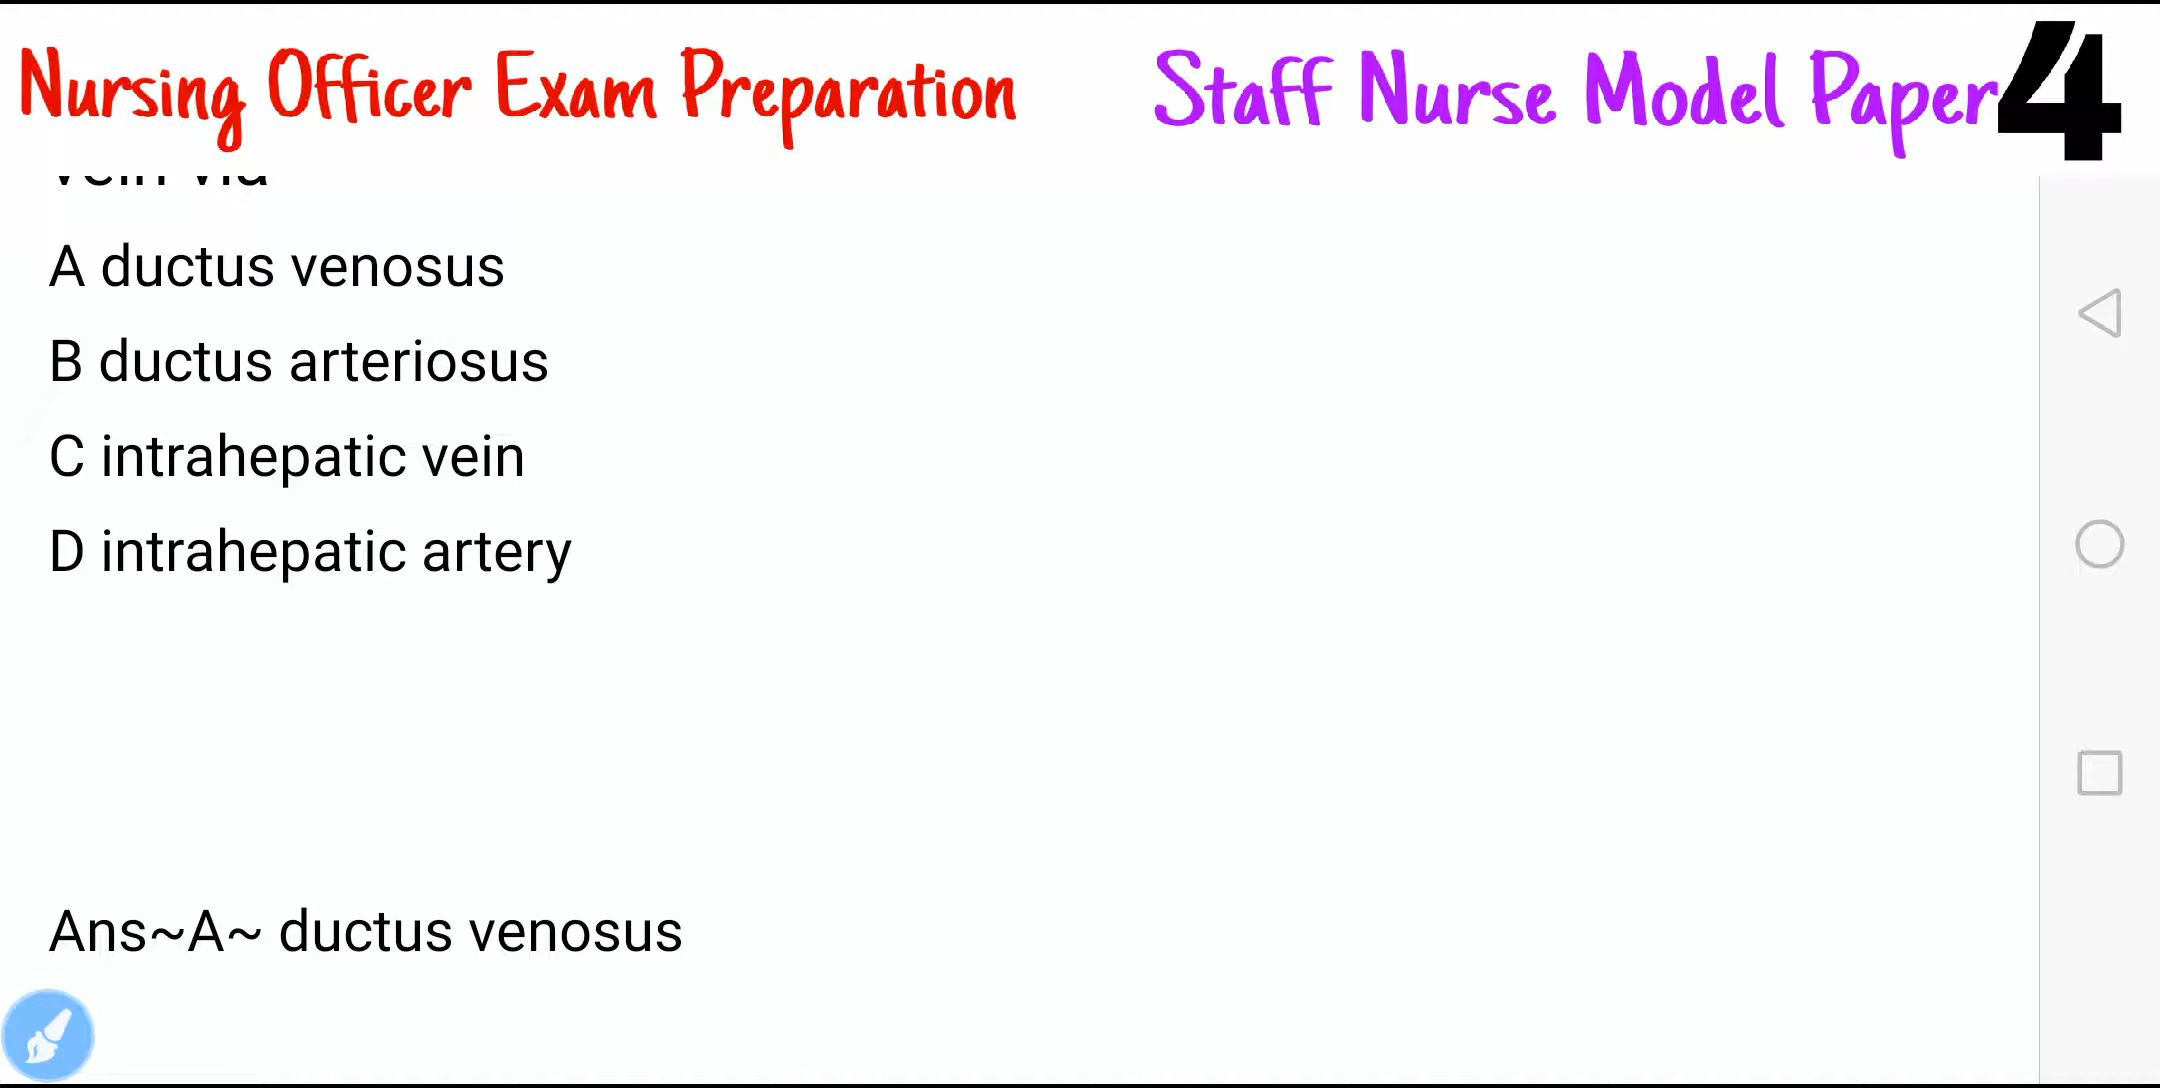 Nursing Officer Exam Preparation Staff Nurse Model Paper 4
A ductus venosus
B ductus arteriosus
C intrahepatic vein
D intrahepatic artery
Ans~A~ ductus venosus